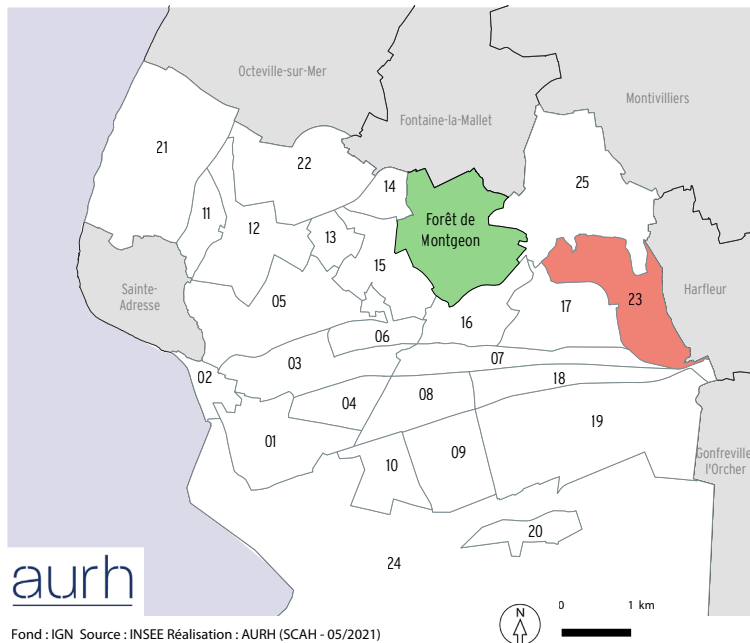 Octeville-sur-Mer
Montivilliers
Fontaine-la-Mallet
21
22
14
25
11
12
13
Forêt de
Montgeon
15
Sainte-
Adresse
05
17
23
Harfleur
16
06
07
03
02
18
04
08
19
01
10
09
Gonfreville
l'Orcher
20
24
aurh
N
0
1 km
Fond : IGN Source : INSEE Réalisation : AURH (SCAH - 05/2021)